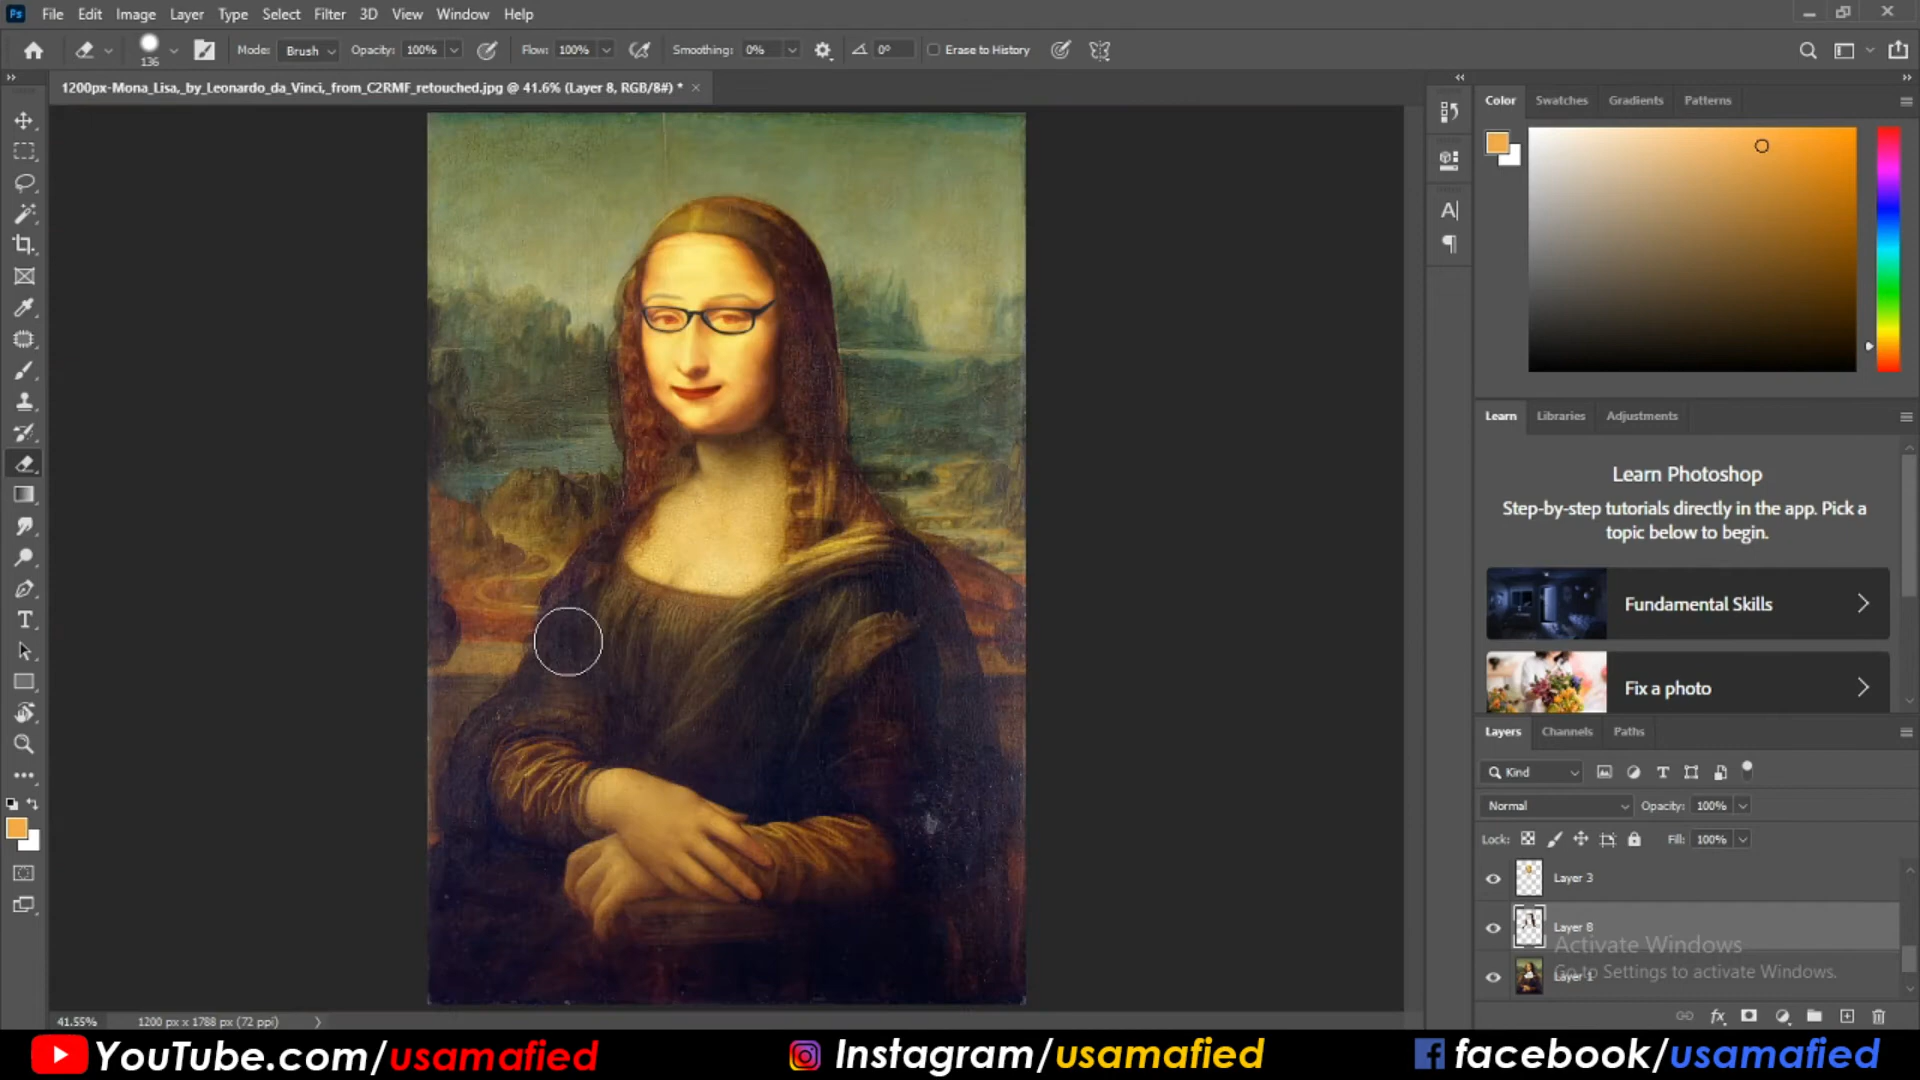 Ps File Edit Image Layer Type Select Filter 3D View Window Help
136 Mode: Brush Opacity: 100% Flow: 100% Smoothing: 0% 0° Erase to History
1200px-Mona_Lisa,_by_Leonardo_da_Vinci,_from_C2RMF_retouched.jpg @ 41.6% (Layer 8, RGB/8#) * ×
Color Swatches Gradients Patterns
Learn Libraries Adjustments
Learn Photoshop
Step-by-step tutorials directly in the app. Pick a
topic below to begin.
Fundamental Skills
Fix a photo
Layers Channels Paths
Kind
Normal Opacity: 100%
Lock: Fill: 100%
Layer 3
Layer 8
Activate Windows
Layer 1
Go to Settings to activate Windows.
41.55% 1200 px x 1788 px (72 ppi)
YouTube.com/usamafied Instagram/usamafied facebook/usamafied